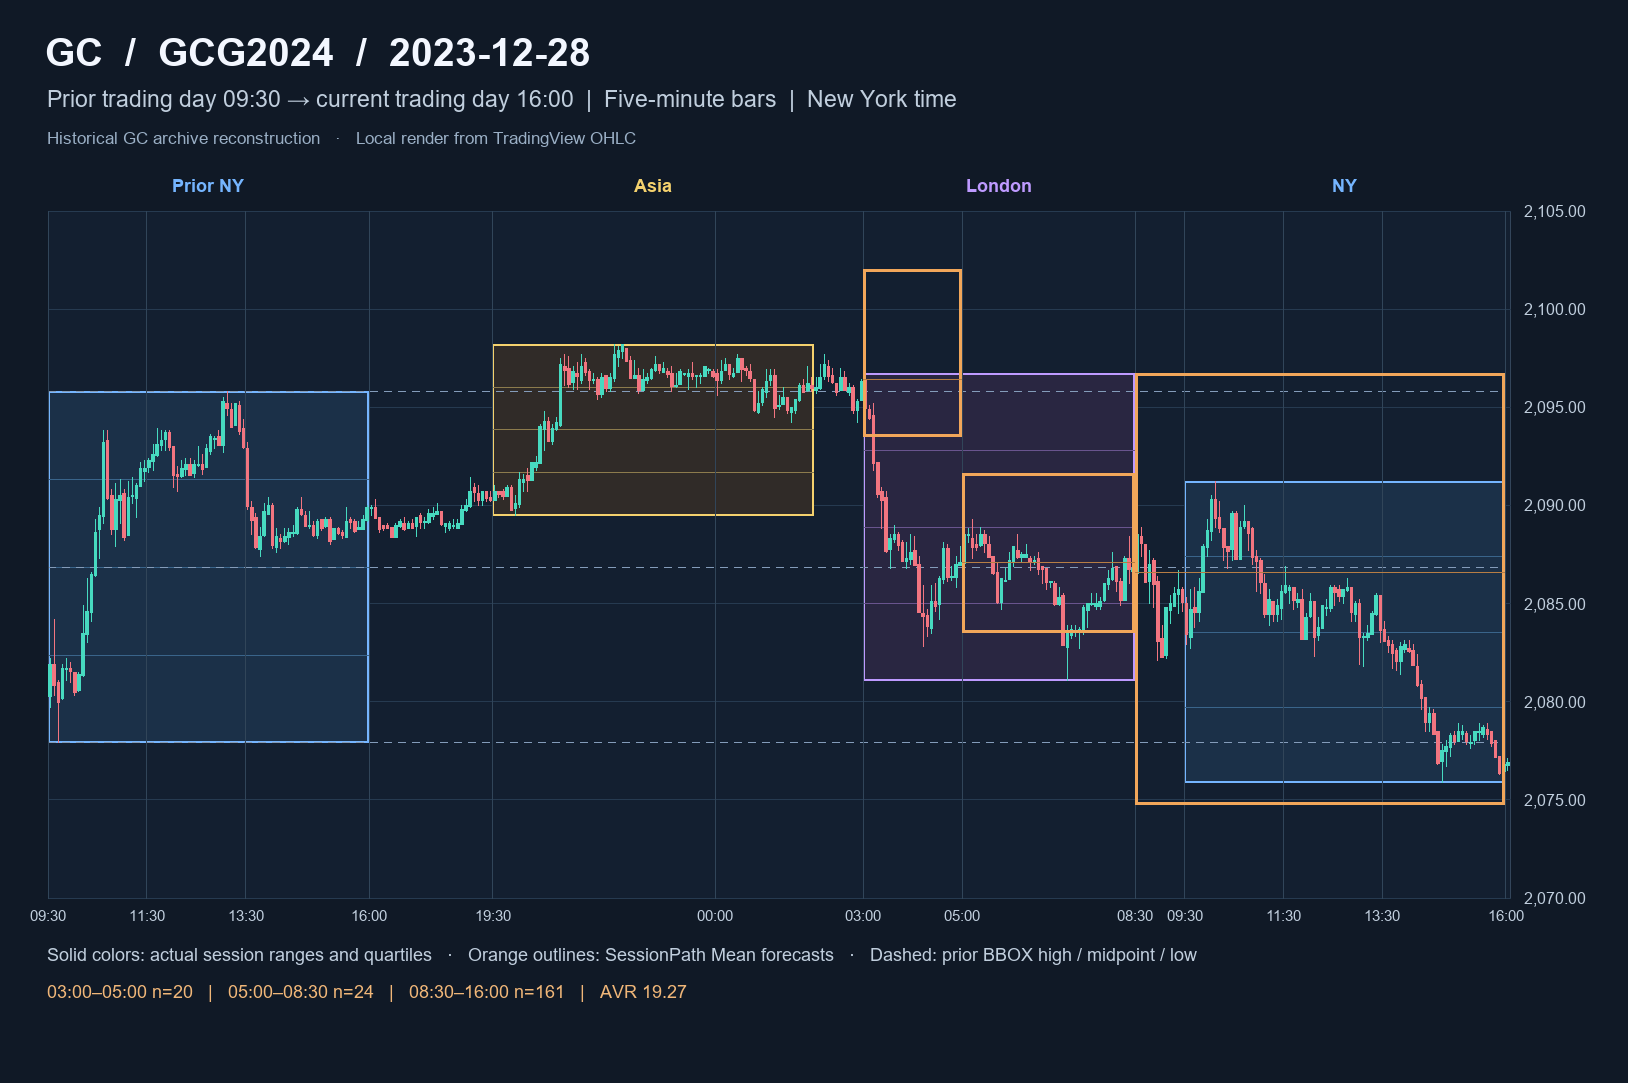 GC / GCG2024 / 2023-12-28
Prior trading day 09:30 → current trading day 16:00 | Five-minute bars | New York time
Historical GC archive reconstruction · Local render from TradingView OHLC
Prior NY Asia London NY
2,105.00
2,100.00
2,095.00
2,090.00
2,085.00
2,080.00
2,075.00
2,070.00
09:30 11:30 13:30 16:00 19:30 00:00 03:00 05:00 08:30 09:30 11:30 13:30 16:00
Solid colors: actual session ranges and quartiles · Orange outlines: SessionPath Mean forecasts · Dashed: prior BBOX high / midpoint / low
03:00–05:00 n=20 | 05:00–08:30 n=24 | 08:30–16:00 n=161 | AVR 19.27